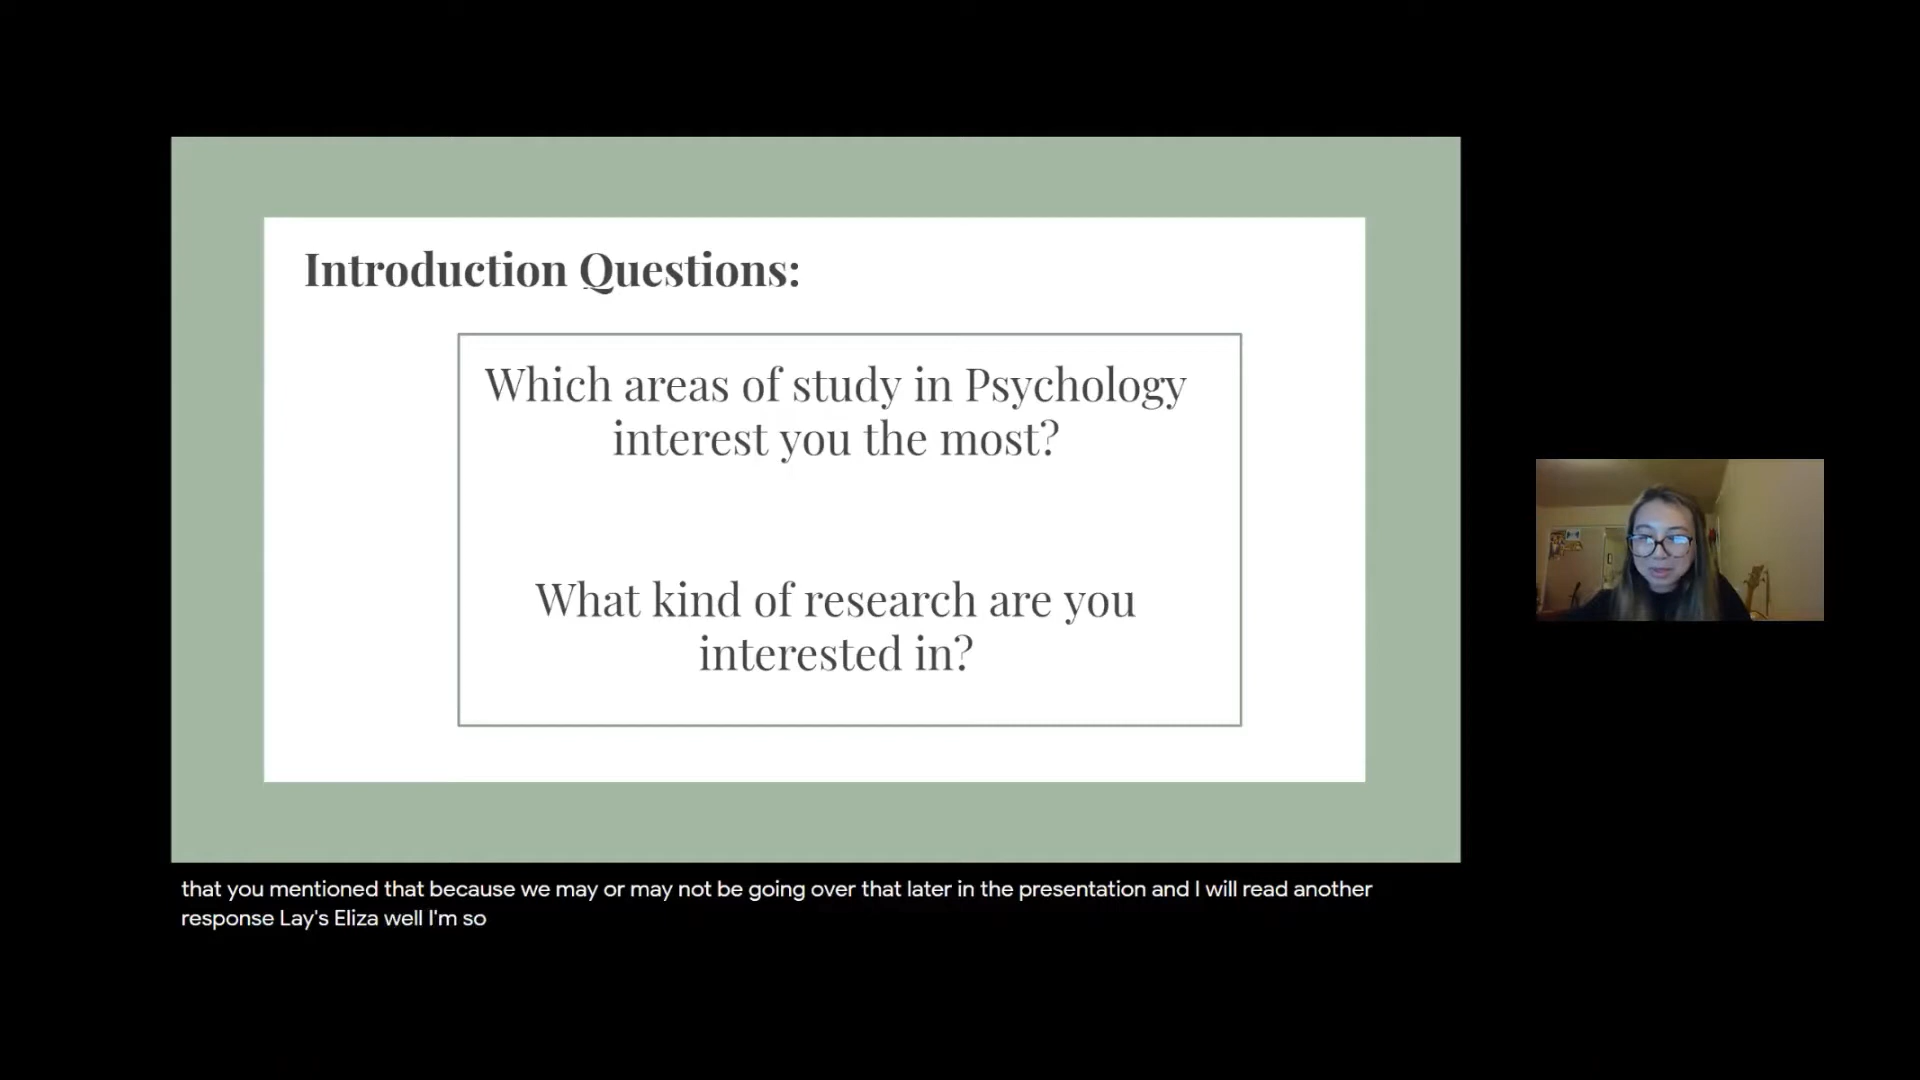 Introduction Questions:
Which areas of study in Psychology
interest you the most?
What kind of research are you
interested in?
that you mentioned that because we may or may not be going over that later in the presentation and I will read another
response Lay's Eliza well I'm so